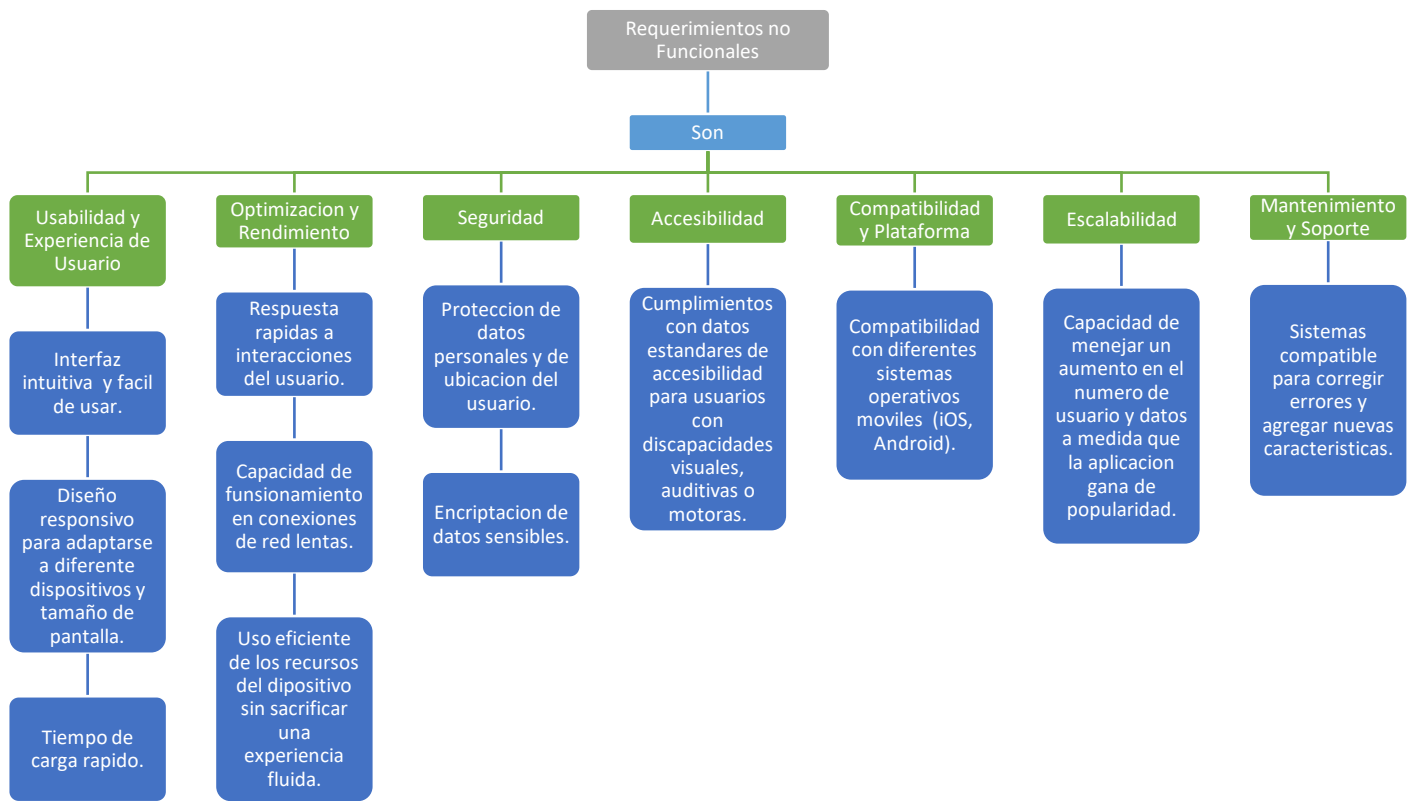 Requerimientos no
Funcionales
Son
Usabilidad y
Experiencia de
Usuario
Interfaz
intuitiva y facil
de usar.
Diseño
responsivo
para adaptarse
a diferente
dispositivos y
tamaño de
pantalla.
Tiempo de
carga rapido.
Optimizacion y
Rendimiento
Respuesta
rapidas a
interacciones
del usuario.
Capacidad de
funsionamiento
en conexiones
de red lentas.
Uso eficiente
de los recursos
del dipositivo
sin sacrificar
una
experiencia
fluida.
Seguridad
Proteccion de
datos
personales y de
ubicacion del
usuario.
Encriptacion de
datos sensibles.
Accesibilidad
Cumplimientos
con datos
estandares de
accesibilidad
para usuarios
con
discapacidades
visuales,
auditivas o
motoras.
Compatibilidad
y Plataforma
Compatibilidad
con diferentes
sistemas
operativos
moviles (iOS,
Android).
Escalabilidad
Capacidad de
menejar un
aumento en el
numero de
usuario y datos
a medida que
la aplicacion
gana de
popularidad.
Mantenimiento
y Soporte
Sistemas
compatible
para corregir
errores y
agregar nuevas
caracteristicas.